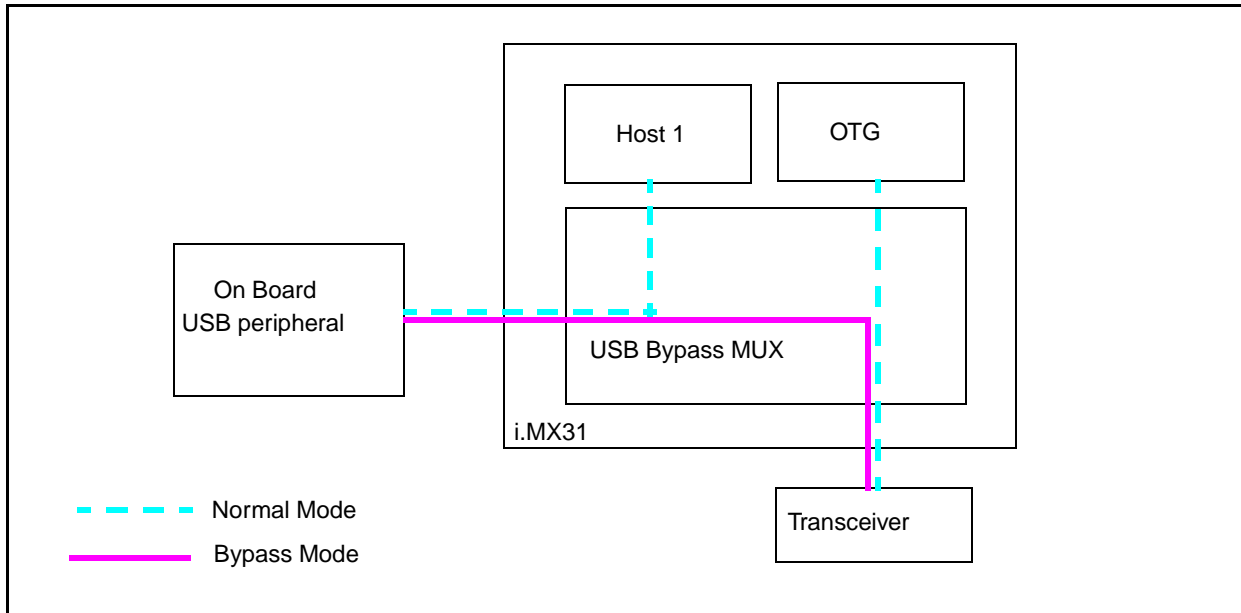 Host 1
OTG
On Board
USB peripheral
USB Bypass MUX
i.MX31
Transceiver
Normal Mode
Bypass Mode